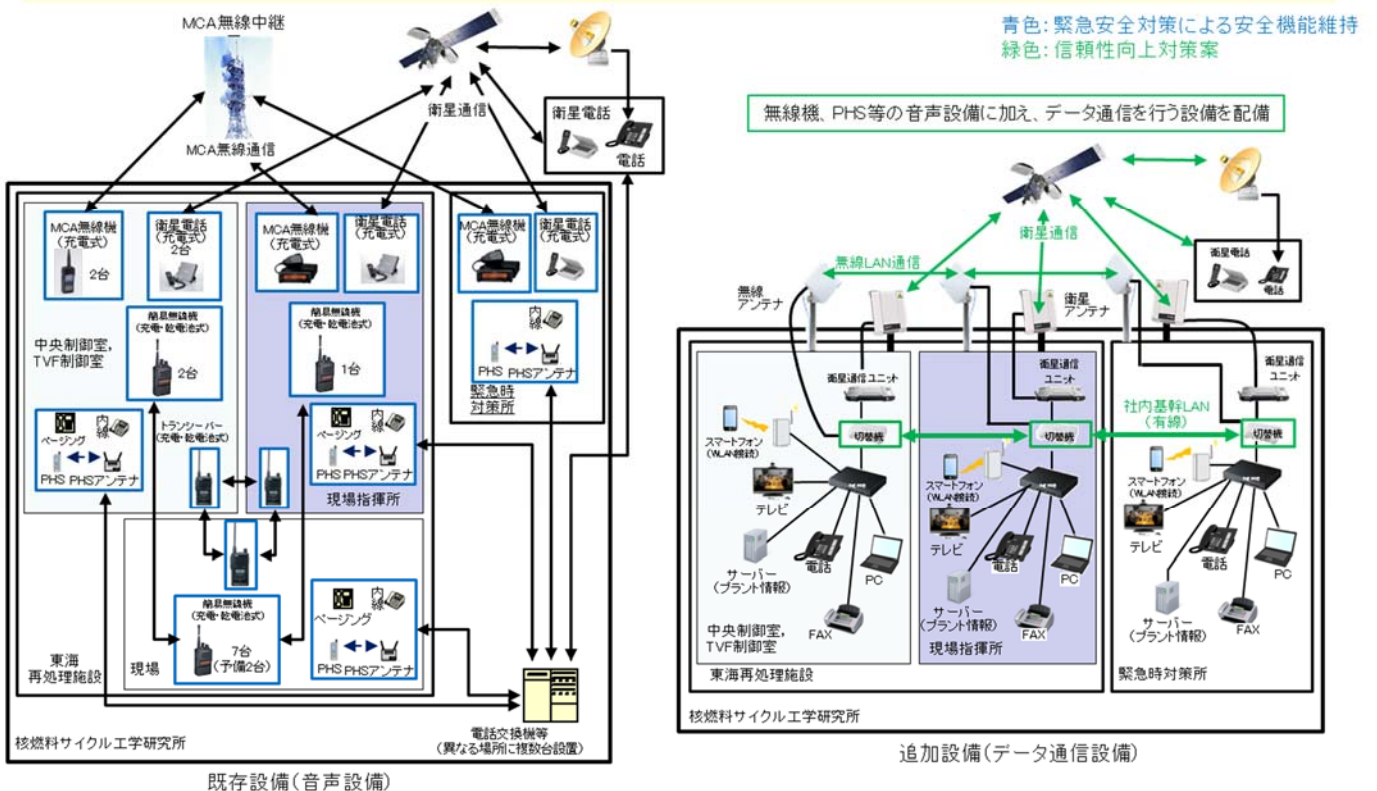 青色：緊急安全対策による安全機能維持
緑色：信頼性向上対策案
MCA無線中継
衛星通信
MCA無線通信
衛星電話
電話
MCA無線機
(充電式)
2台
衛星電話
(充電式)
2台
簡易無線機
(充電・乾電池式)
2台
中央制御室,
TVF制御室
ページング
内線
PHS PHSアンテナ
トランシーバー
(充電・乾電池式)
MCA無線機
(充電式)
衛星電話
(充電式)
簡易無線機
(充電・乾電池式)
1台
ページング
内線
PHS PHSアンテナ
現場指揮所
MCA無線機
(充電式)
衛星電話
(充電式)
内線
PHS PHSアンテナ
緊急時
対策所
簡易無線機
(充電・乾電池式)
7台
(予備2台)
現場
ページング
内線
PHS PHSアンテナ
東海
再処理施設
電話交換機等
(異なる場所に複数台設置)
核燃料サイクル工学研究所
既存設備(音声設備)
無線機、PHS等の音声設備に加え、データ通信を行う設備を配備
衛星通信
無線LAN通信
衛星電話
電話
無線
アンテナ
衛星
アンテナ
衛星通信ユニット
切替機
スマートフォン
(WLAN接続)
テレビ
サーバー
(プラント情報)
電話
PC
FAX
中央制御室,
TVF制御室
衛星通信
ユニット
切替機
スマートフォン
(WLAN接続)
テレビ
サーバー
(プラント情報)
電話
PC
FAX
現場指揮所
社内基幹LAN
(有線)
衛星通信
ユニット
切替機
スマートフォン
(WLAN接続)
テレビ
サーバー
(プラント情報)
電話
PC
FAX
東海再処理施設
緊急時対策所
核燃料サイクル工学研究所
追加設備(データ通信設備)